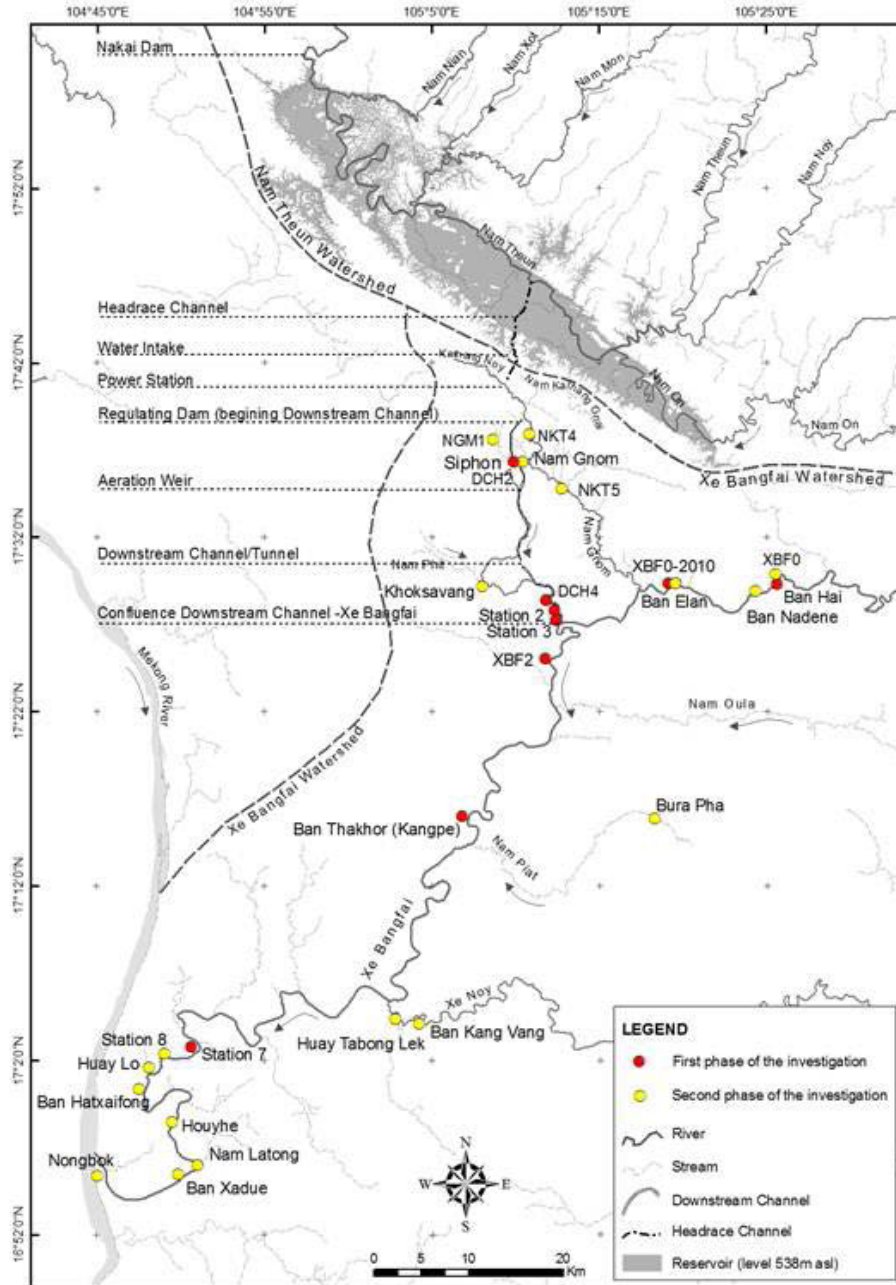 104°45'0"E
104°55'0"E
105°5'0"E
105°15'0"E
105°25'0"E
Nakai Dam
Nam Nian
Nam Xot
Nam Mon
Nam Theun
Nam Noy
17°52'0"N
Nam Theun Watershed
Nam Theun
Headrace Channel
17°42'0"N
Water Intake
Kathang Noy
Power Station
Nam Kathang Gnai
Nam On
Regulating Dam (begining Downstream Channel)
Nam On
NGM1
NKT4
Siphon
Nam Gnom
DCH2
Xe Bangfai Watershed
Aeration Weir
NKT5
17°32'0"N
Nam Gnom
Downstream Channel/Tunnel
Nam Phit
XBF0-2010
XBF0
Khoksavang
DCH4
Ban Elan
Ban Hai
Confluence Downstream Channel -Xe Bangfai
Station 2
Ban Nadene
Station 3
XBF2
Mekong River
17°22'0"N
Nam Oula
Xe Bangfai Watershed
Bura Pha
Ban Thakhor (Kangpe)
Nam Piat
17°12'0"N
Xe Bangfai
Xe Noy
Huay Tabong Lek
Ban Kang Vang
Station 8
Station 7
17°2'0"N
Huay Lo
Ban Hatxaifong
Houyhe
Nam Latong
Nongbok
Ban Xadue
16°52'0"N
N
W
E
S
0
5
10
20
Km
LEGEND
First phase of the investigation
Second phase of the investigation
River
Stream
Downstream Channel
Headrace Channel
Reservoir (level 538m asl)